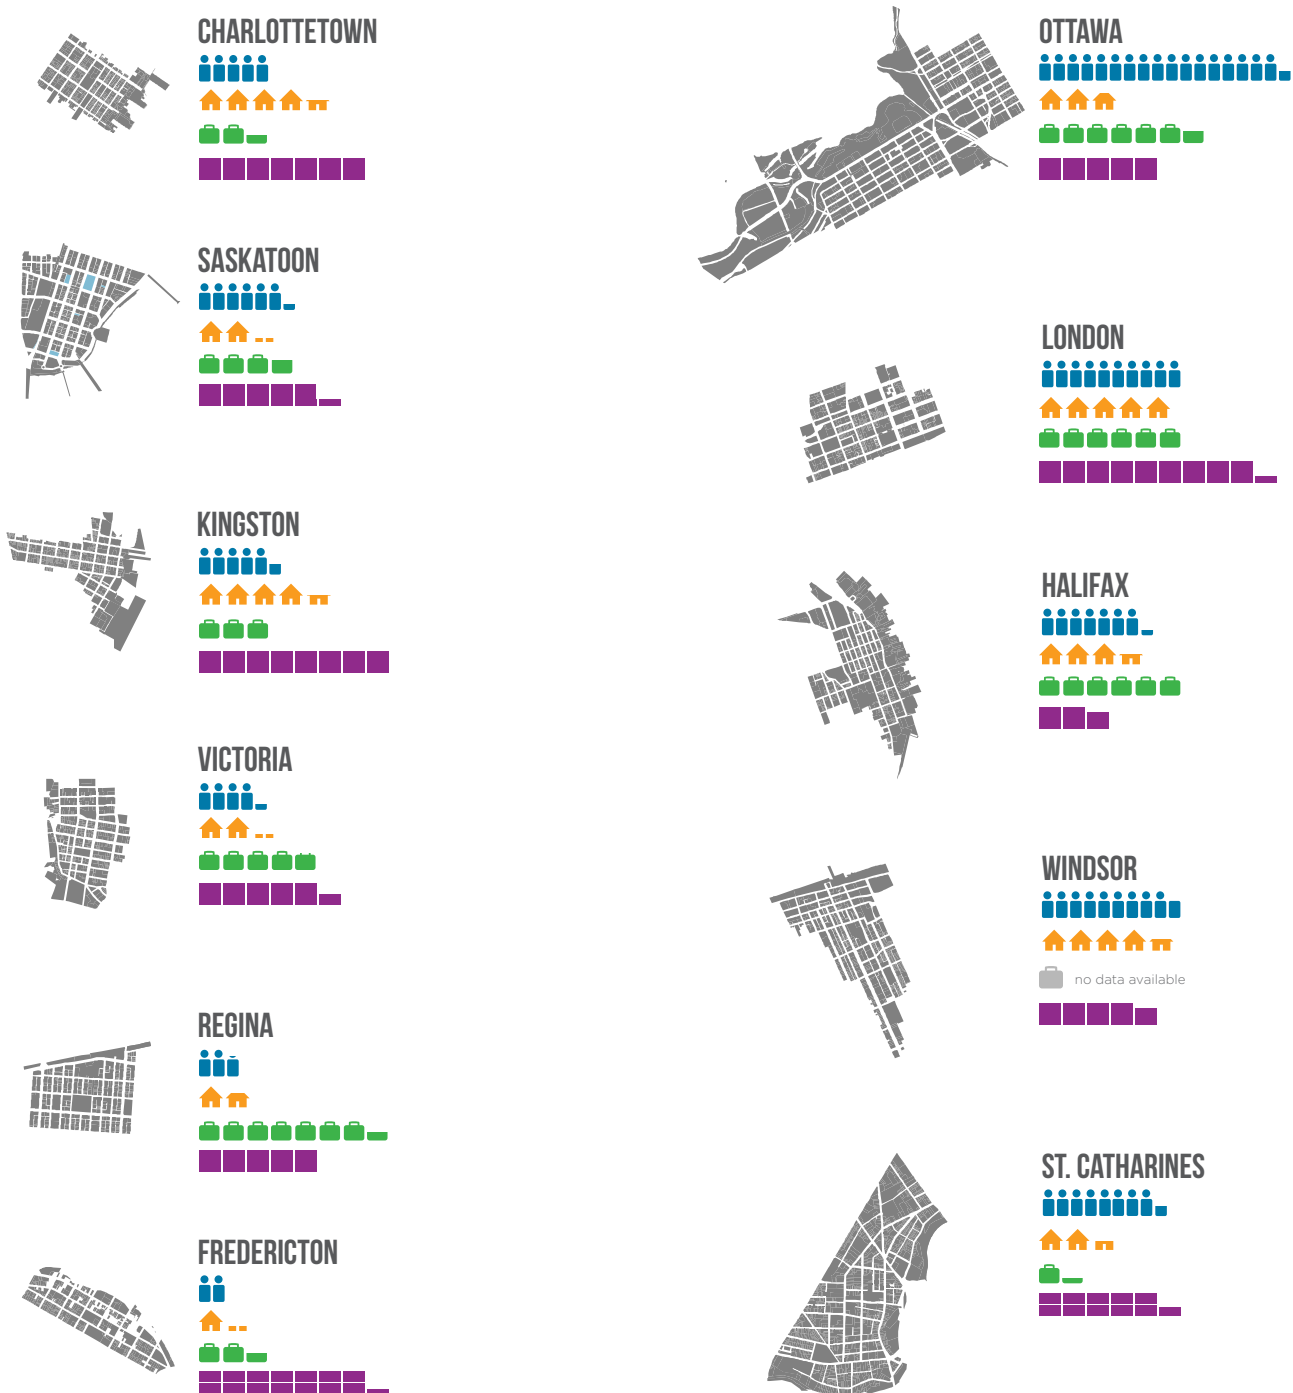 CHARLOTTETOWN
SASKATOON
KINGSTON
VICTORIA
REGINA
FREDERICTON
OTTAWA
LONDON
HALIFAX
WINDSOR
no data available
ST. CATHARINES